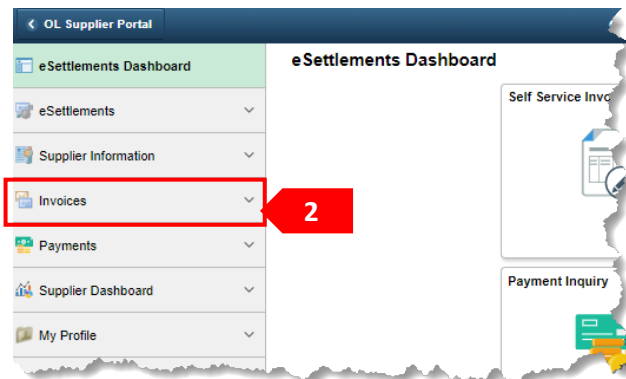 OL Supplier Portal
eSettlements Dashboard
eSettlements
Supplier Information
Invoices
2
Payments
Supplier Dashboard
My Profile
eSettlements Dashboard
Self Service Invo
Payment Inquiry